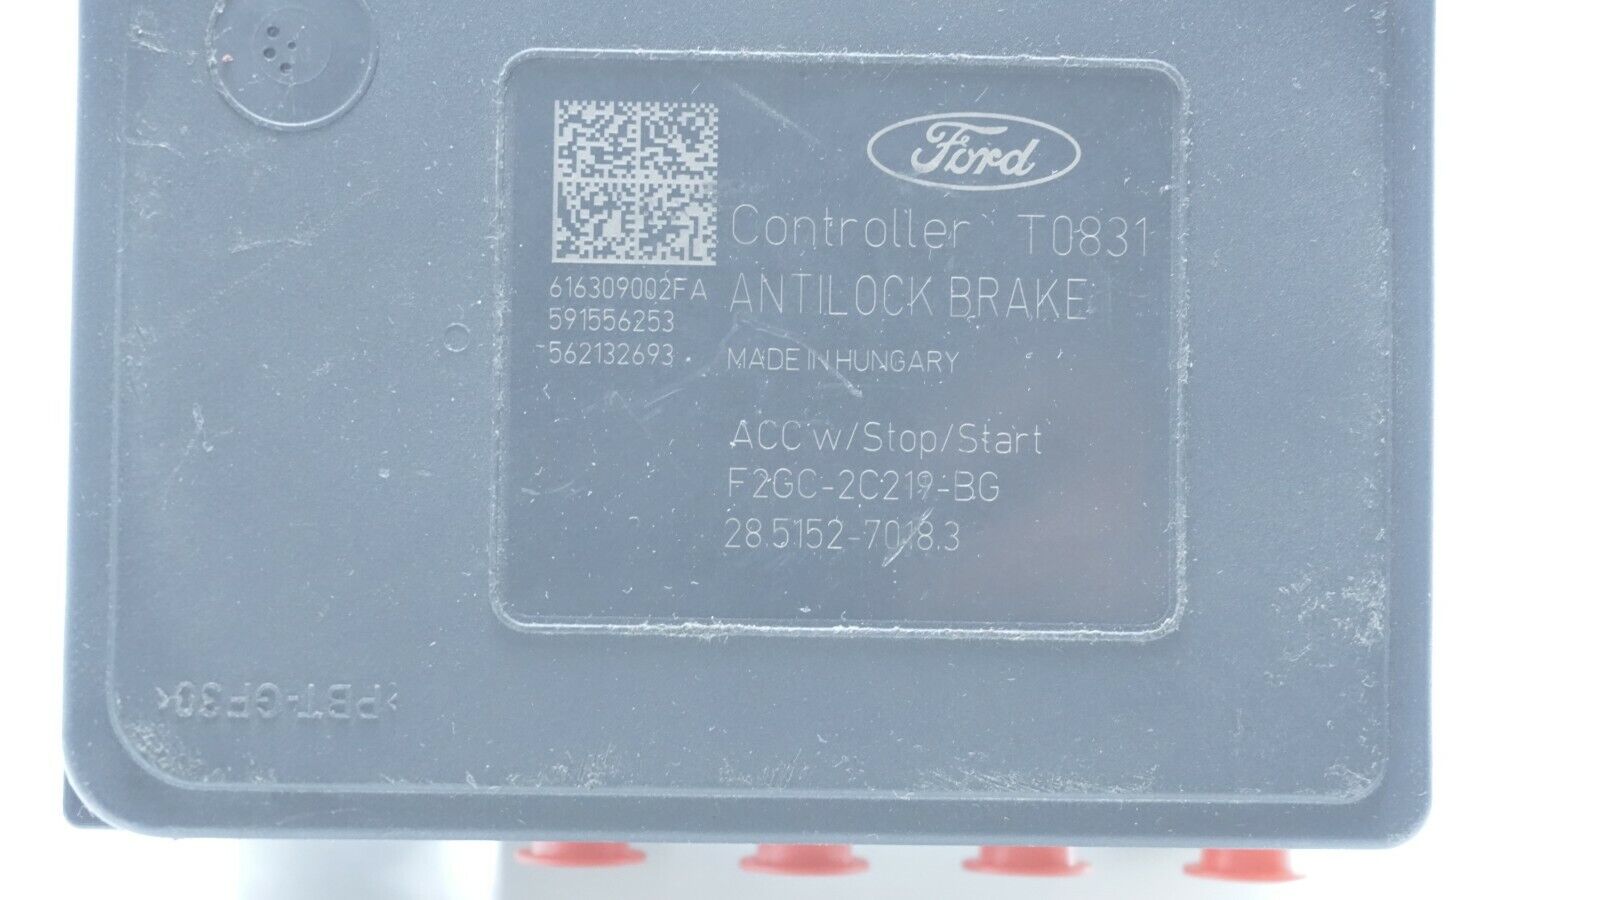 Ford
Controller T0831
616309002FA
591556253
562132693
ANTILOCK BRAKE
MADE IN HUNGARY
ACC w/Stop/Start
F2GC-2C219-BG
28.5152-7018.3
>PBT-GF30<